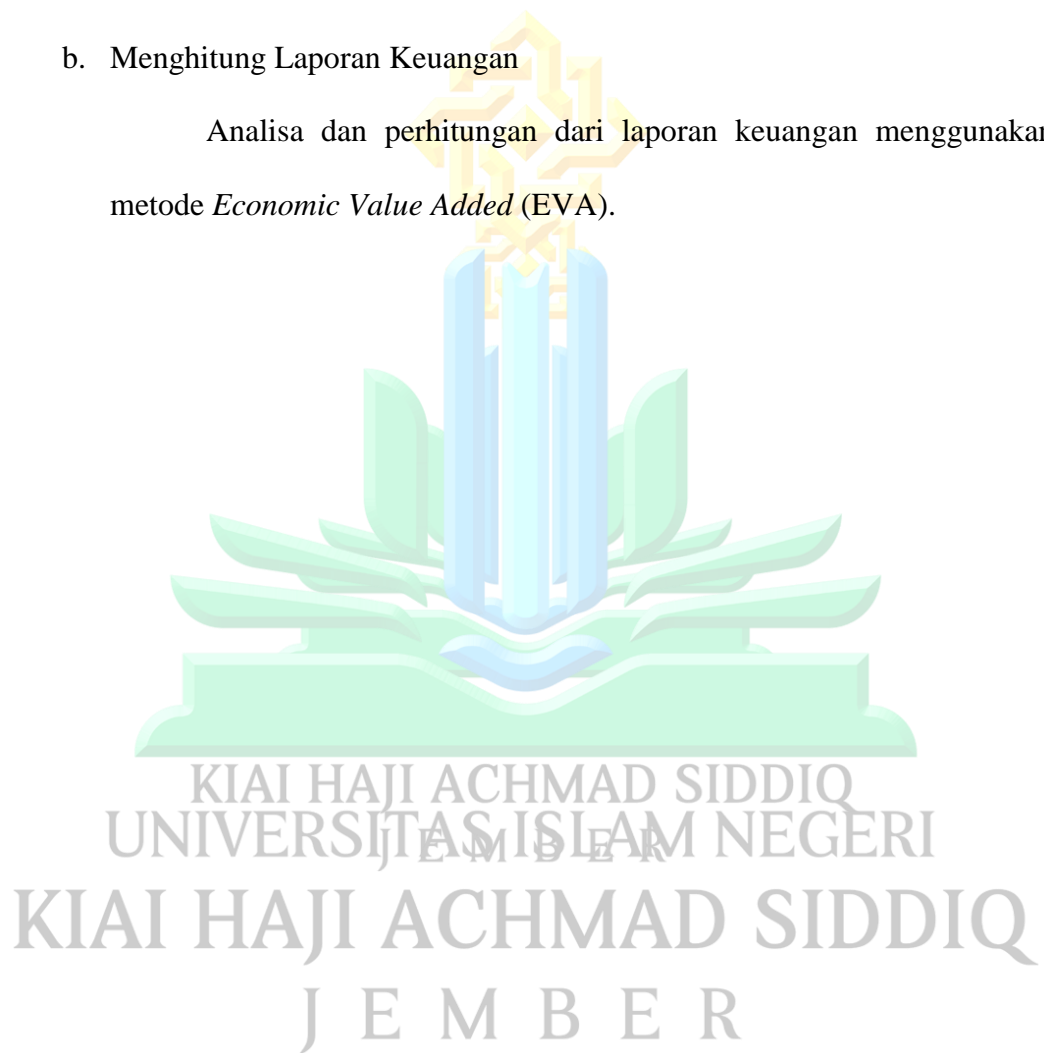 b. Menghitung Laporan Keuangan
Analisa dan perhitungan dari laporan keuangan menggunakan
metode Economic Value Added (EVA).
KIAI HAJI ACHMAD SIDDIQ
UNIVERSITAS ISLAM NEGERI
J E M B E R
KIAI HAJI ACHMAD SIDDIQ
J E M B E R